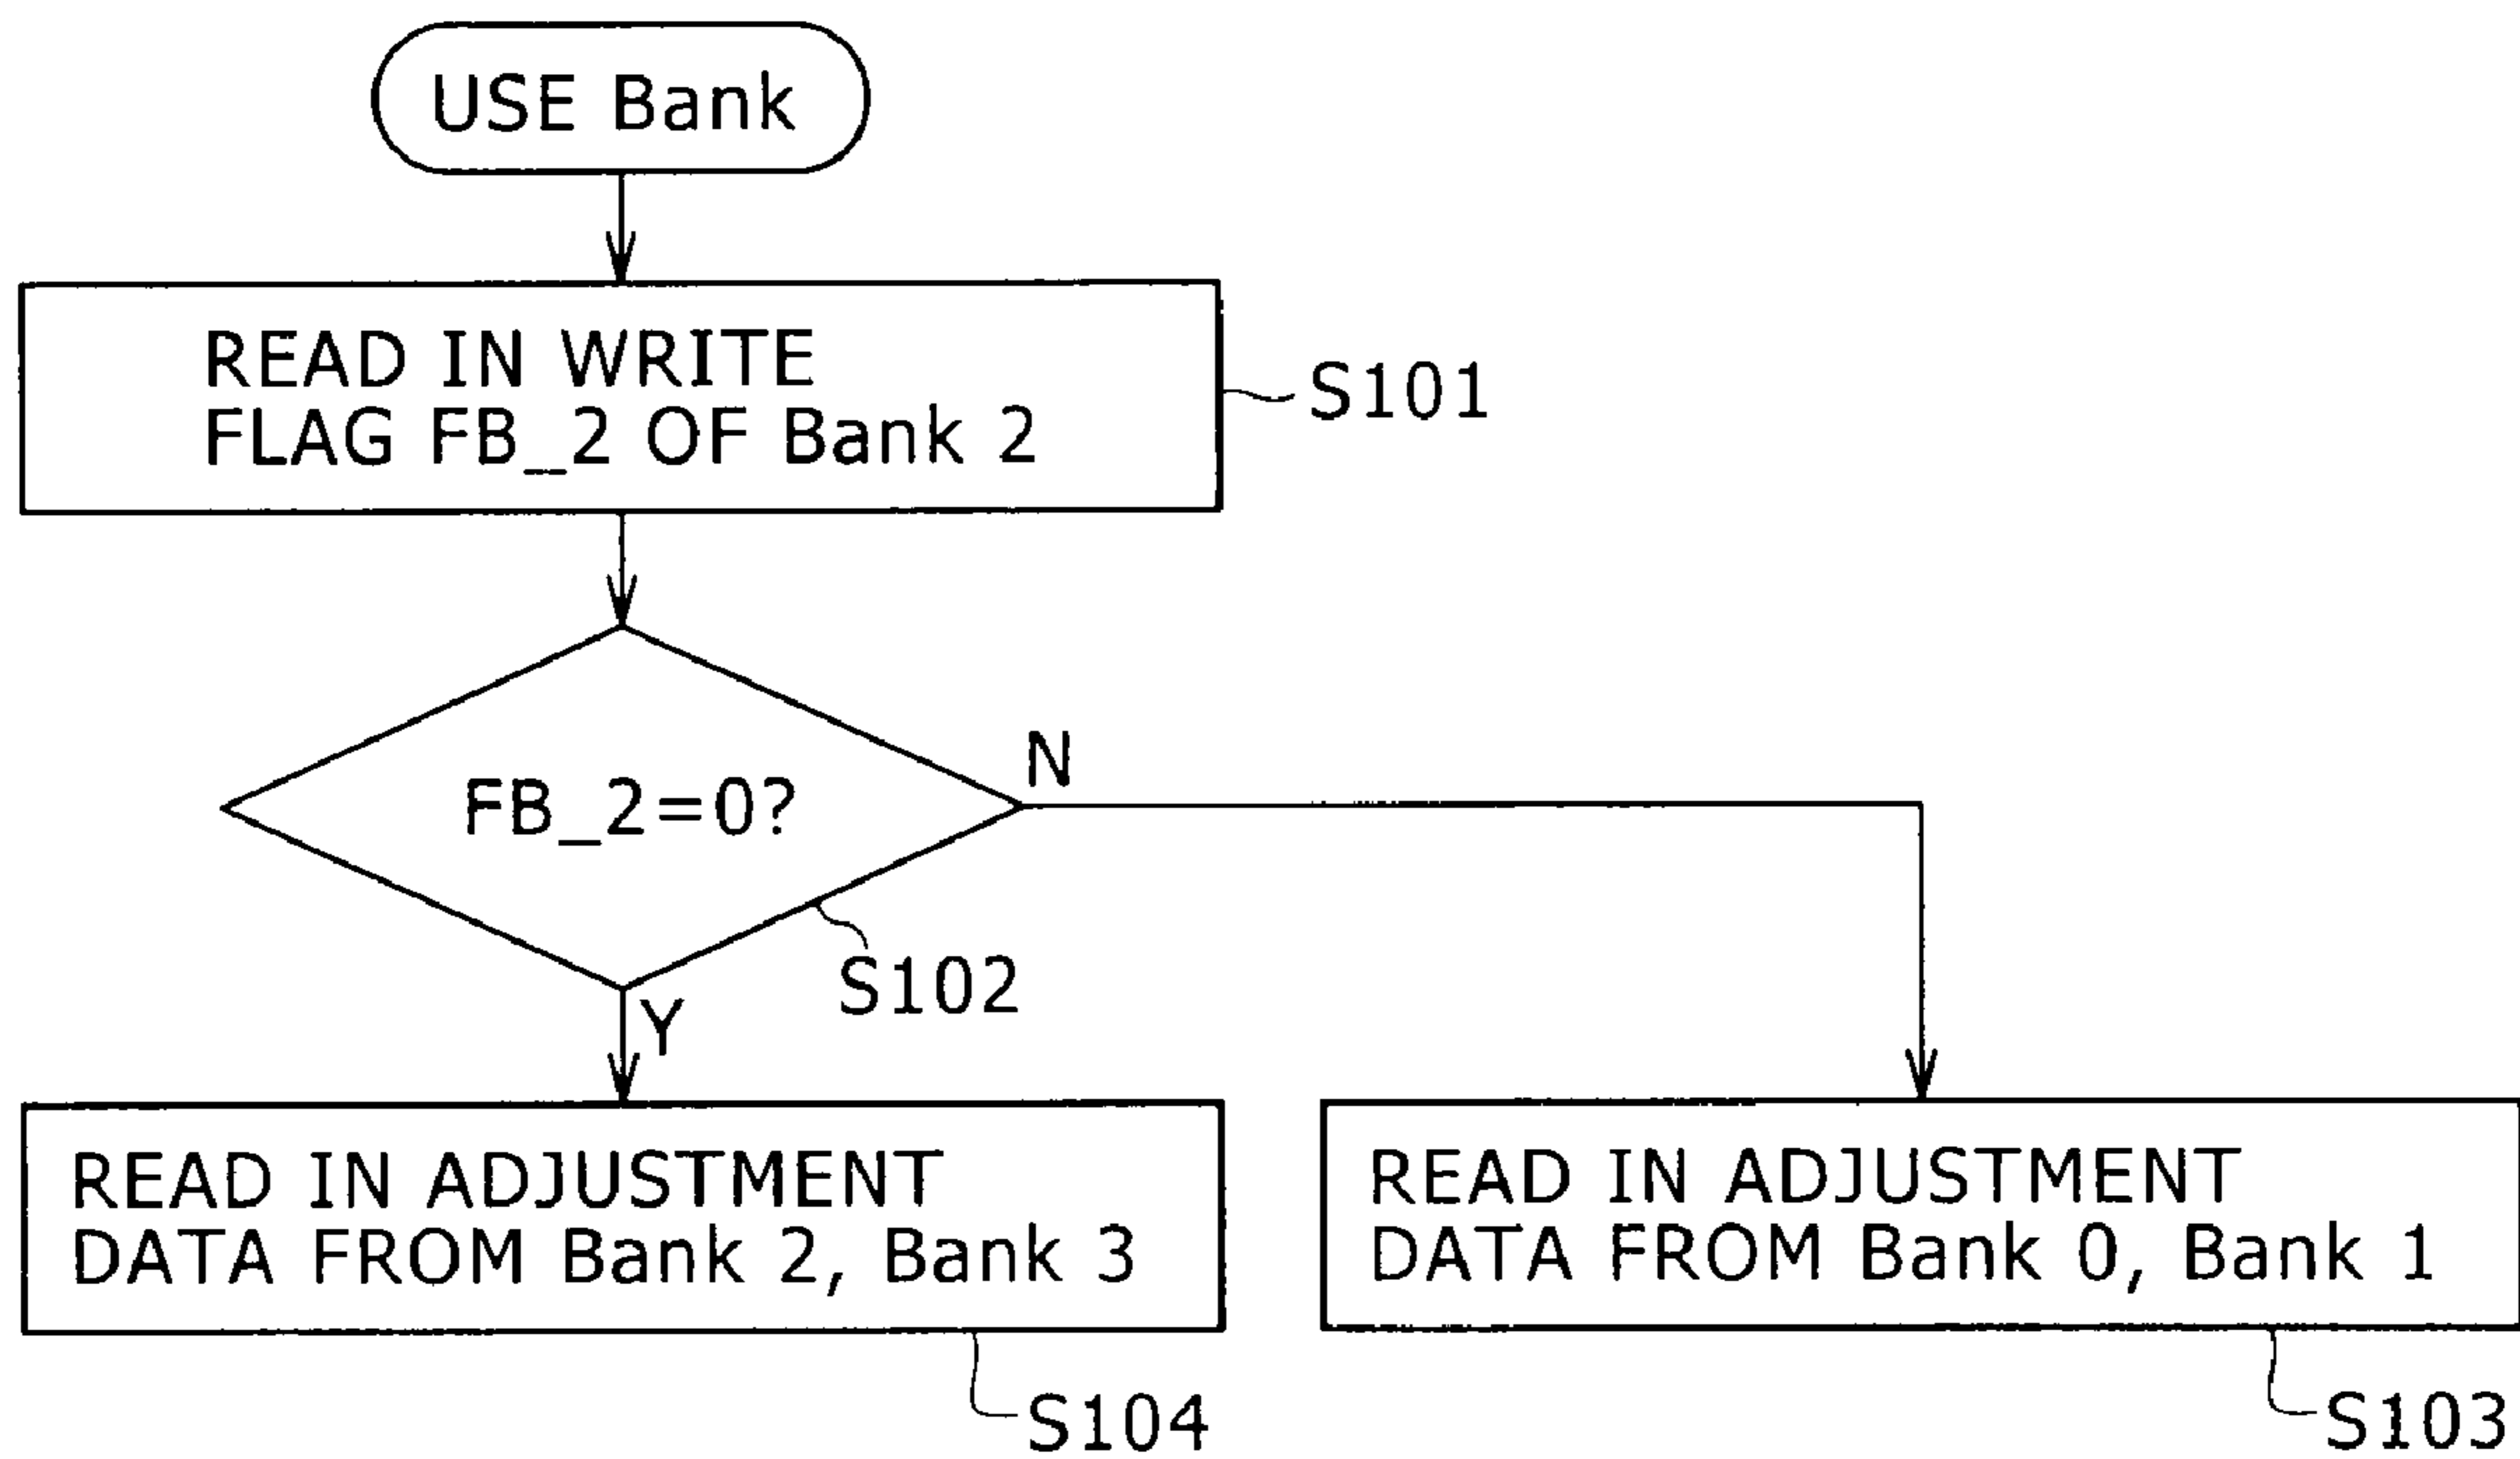 USE Bank
READ IN WRITE
FLAG FB_2 OF Bank 2
S101
FB_2=0?
N
S102
Y
READ IN ADJUSTMENT
DATA FROM Bank 2, Bank 3
S104
READ IN ADJUSTMENT
DATA FROM Bank 0, Bank 1
S103